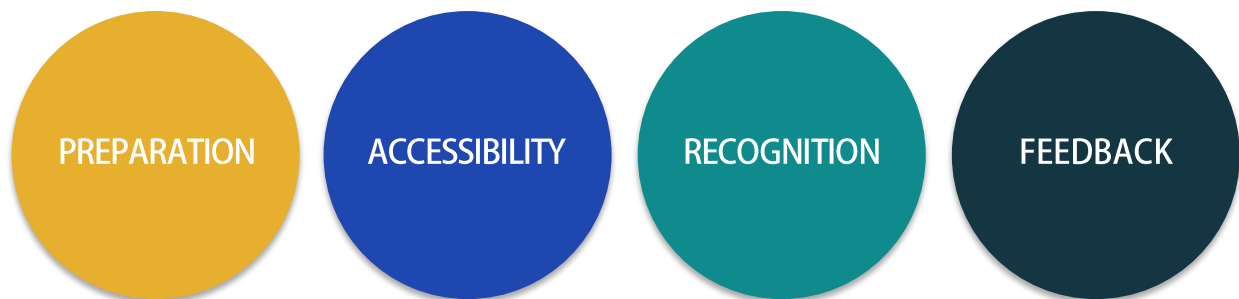 PREPARATION
ACCESSIBILITY
RECOGNITION
FEEDBACK